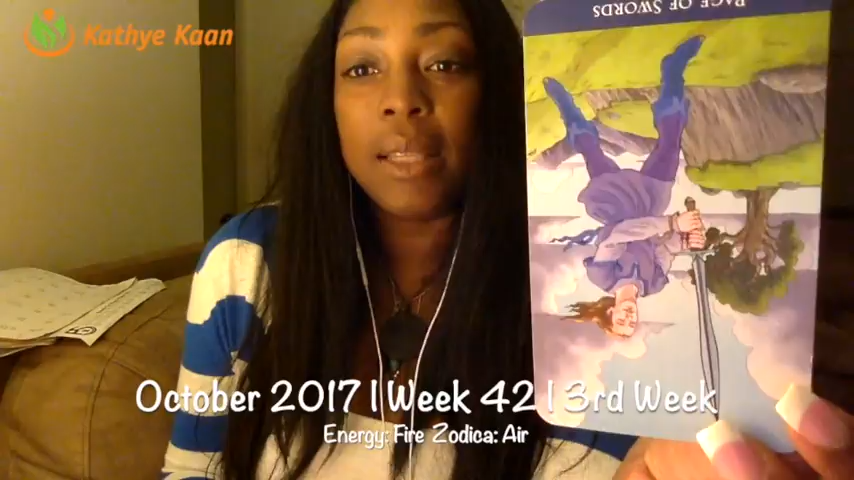 Kathye Kaan
PAGE OF SWORDS
October 2017 | Week 42 | 3rd Week
Energy: Fire Zodica: Air